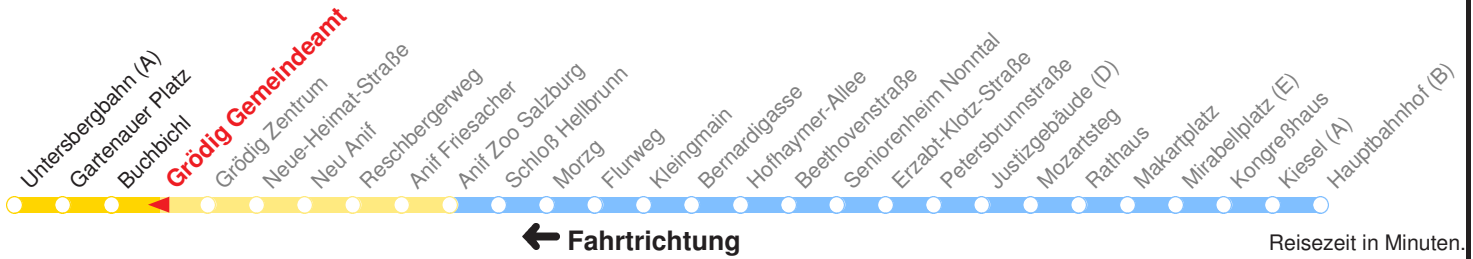 Untersbergbahn (A)
Gartenauer Platz
Buchbichl
Grödig Gemeindeamt
Grödig Zentrum
Neue-Heimat-Straße
Neu Anif
Reschbergerweg
Anif Friesacher
Anif Zoo Salzburg
Schloß Hellbrunn
Morzg
Flurweg
Kleingmain
Bernardigasse
Hofhaymer-Allee
Beethovenstraße
Seniorenheim Nonntal
Erzabt-Klotz-Straße
Petersbrunnstraße
Justizgebäude (D)
Mozartsteg
Rathaus
Makartplatz
Mirabellplatz (E)
Kongreßhaus
Kiesel (A)
Hauptbahnhof (B)
Fahrtrichtung
Reisezeit in Minuten.